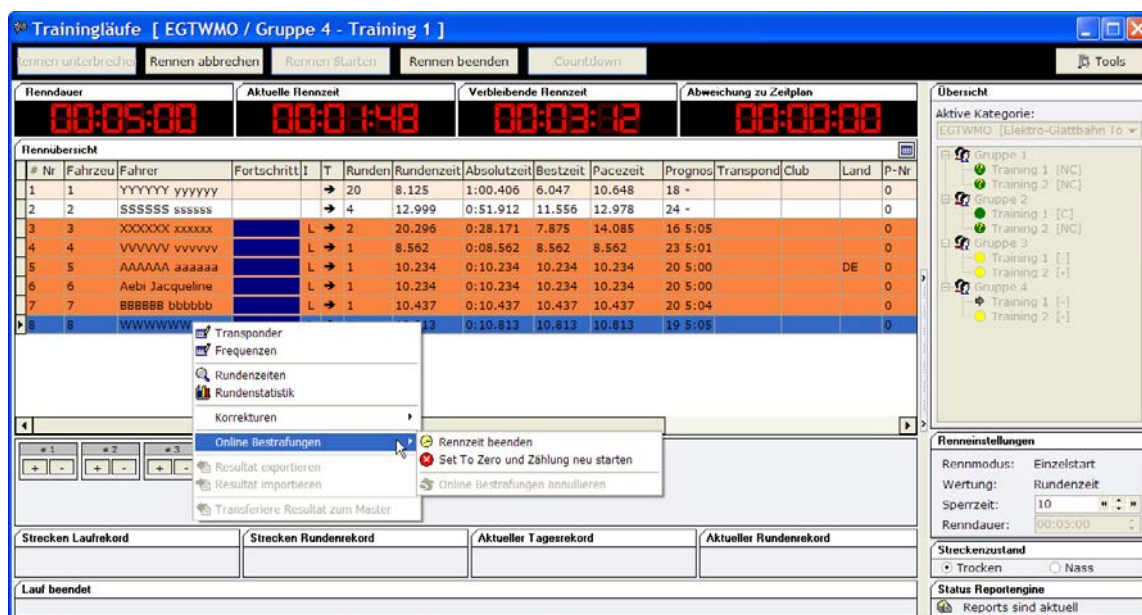 Trainingläufe [ EGTWMO / Gruppe 4 - Training 1 ]
Rennen unterbrechen Rennen abbrechen Rennen Starten Rennen beenden Countdown Tools
Renndauer Aktuelle Rennzeit Verbleibende Rennzeit Abweichung zu Zeitplan
00:05:00 00:01:48 00:03:12 00:00:00
Rennübersicht
# Nr Fahrzeu Fahrer Fortschritt I T Runden Rundenzeit Absolutzeit Bestzeit Pacezeit Prognos Transpond Club Land P-Nr
1 1 YYYYYY yyyyyy 20 8.125 1:00.406 6.047 10.648 18 - 0
2 2 SSSSSS ssssss 4 12.999 0:51.912 11.556 12.978 24 - 0
3 3 XXXXXX xxxxxx L 2 20.296 0:28.171 7.875 14.085 16 5:05 0
4 4 VVVVVV vvvvvv L 1 8.562 0:08.562 8.562 8.562 23 5:01 0
5 5 AAAAAA aaaaaa L 1 10.234 0:10.234 10.234 10.234 20 5:00 DE 0
6 6 Aebi Jacqueline L 1 10.234 0:10.234 10.234 10.234 20 5:00 0
7 7 BBBBBB bbbbbb L 1 10.437 0:10.437 10.437 10.437 20 5:04 0
8 8 WWWWWW 0:10.813 10.813 10.813 19 5:05 0
Transponder
Frequenzen
Rundenzeiten
Rundenstatistik
Korrekturen
Online Bestrafungen
Resultat exportieren
Resultat importieren
Transferiere Resultat zum Master
Rennzeit beenden
Set To Zero und Zählung neu starten
Online Bestrafungen annullieren
# 1 # 2 # 3
+ - + - + -
Strecken Laufrekord Strecken Rundenrekord Aktueller Tagesrekord Aktueller Rundenrekord
Lauf beendet
Übersicht
Aktive Kategorie:
EGTWMO [Elektro-Glattbahn To
Gruppe 1
Training 1 [NC]
Training 2 [NC]
Gruppe 2
Training 1 [C]
Training 2 [NC]
Gruppe 3
Training 1 [-]
Training 2 [-]
Gruppe 4
Training 1 [-]
Training 2 [-]
Renneinstellungen
Rennmodus: Einzelstart
Wertung: Rundenzeit
Sperrzeit: 10
Renndauer: 00:05:00
Streckenzustand
Trocken Nass
Status Reportengine
Reports sind aktuell